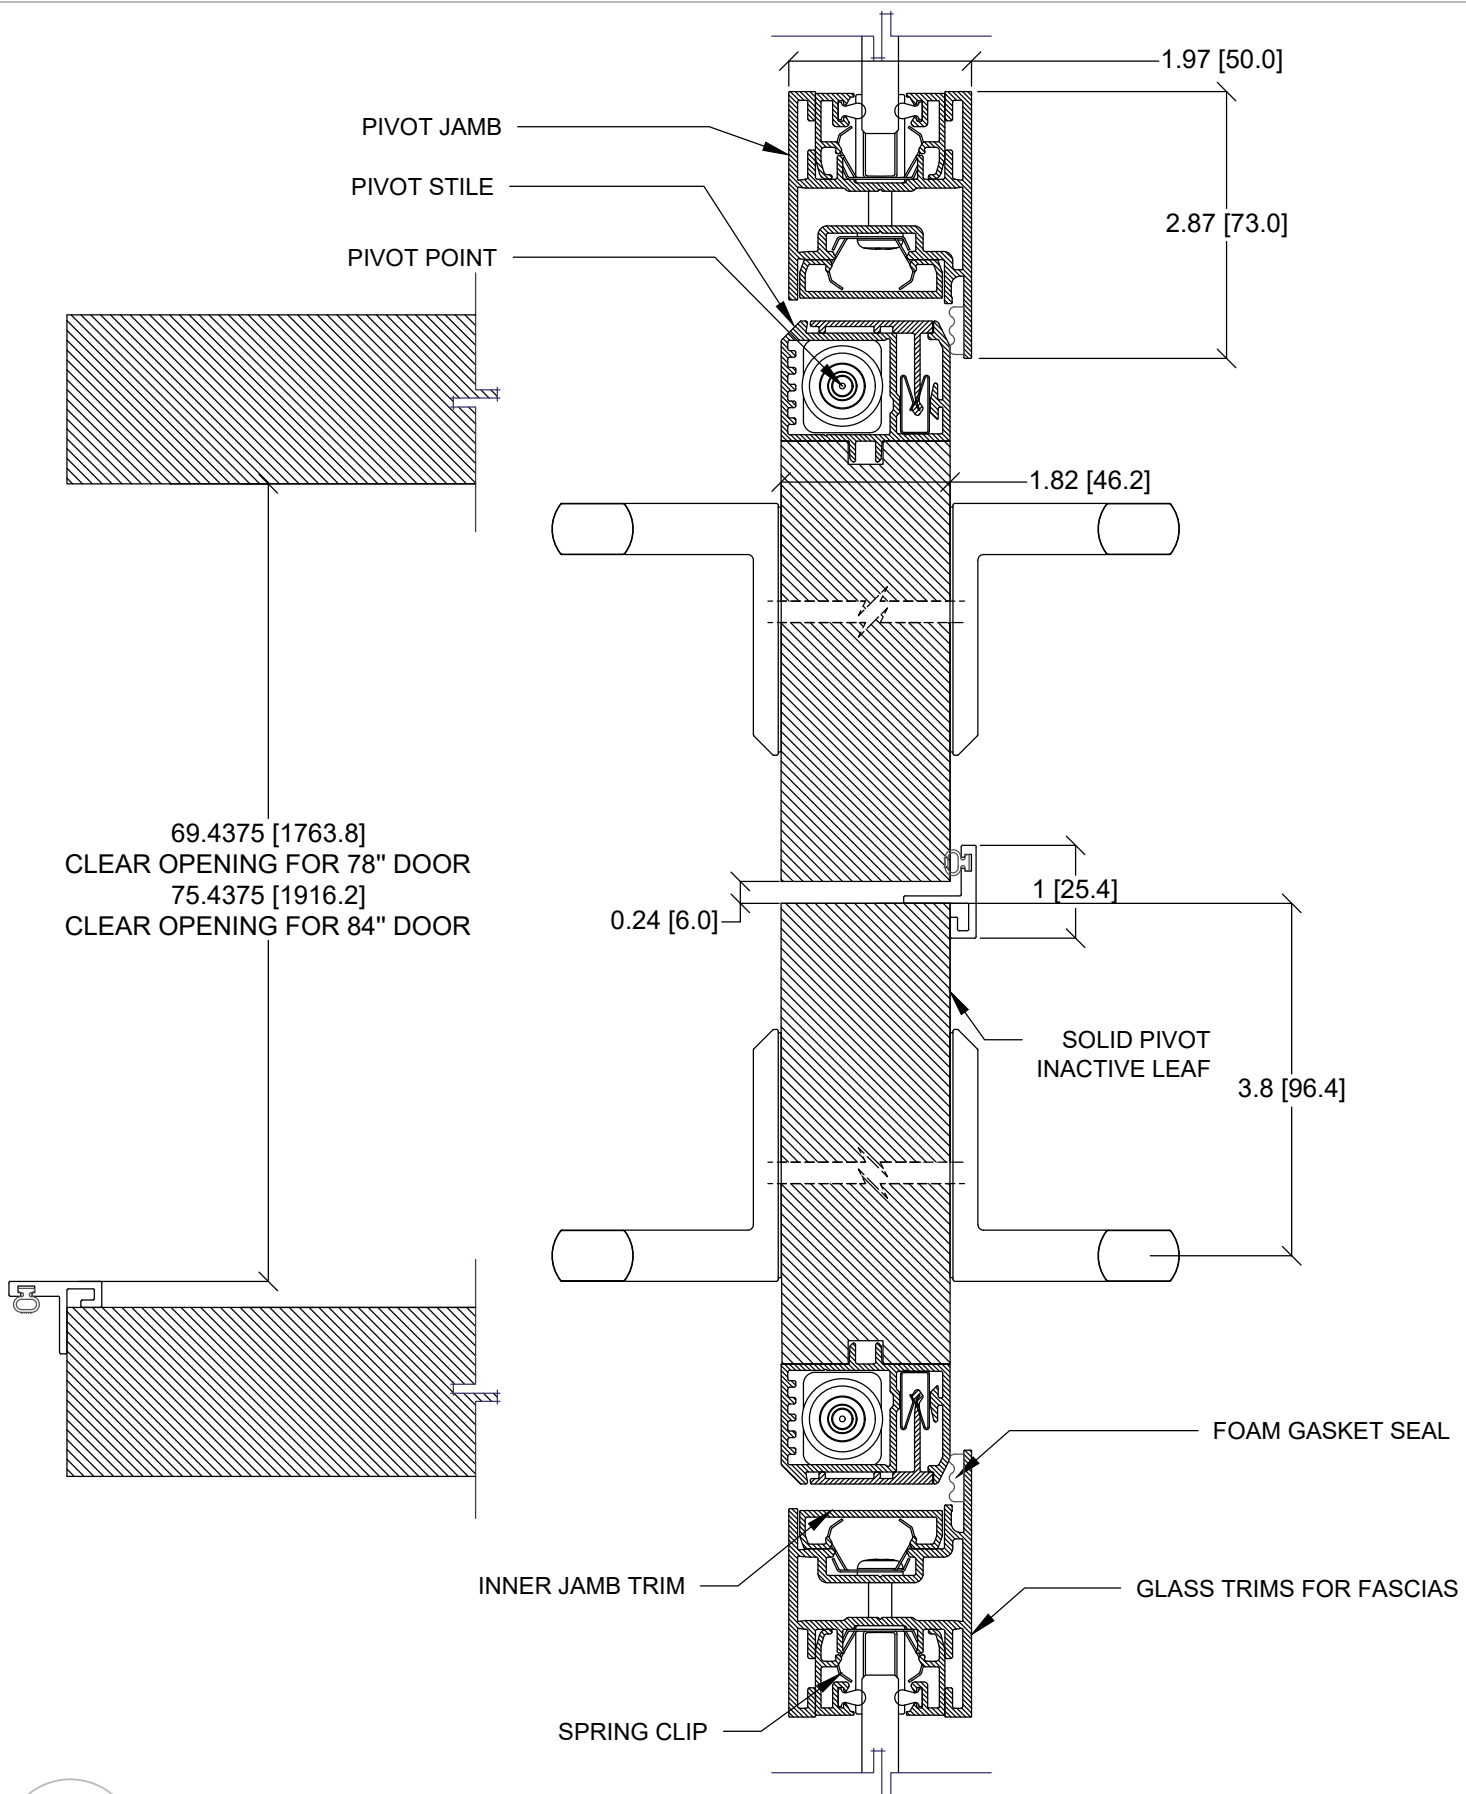 1.97 [50.0]
PIVOT JAMB
PIVOT STILE
2.87 [73.0]
PIVOT POINT
1.82 [46.2]
69.4375 [1763.8]
CLEAR OPENING FOR 78" DOOR
75.4375 [1916.2]
CLEAR OPENING FOR 84" DOOR
0.24 [6.0]
1 [25.4]
SOLID PIVOT
INACTIVE LEAF
3.8 [96.4]
FOAM GASKET SEAL
INNER JAMB TRIM
GLASS TRIMS FOR FASCIAS
SPRING CLIP